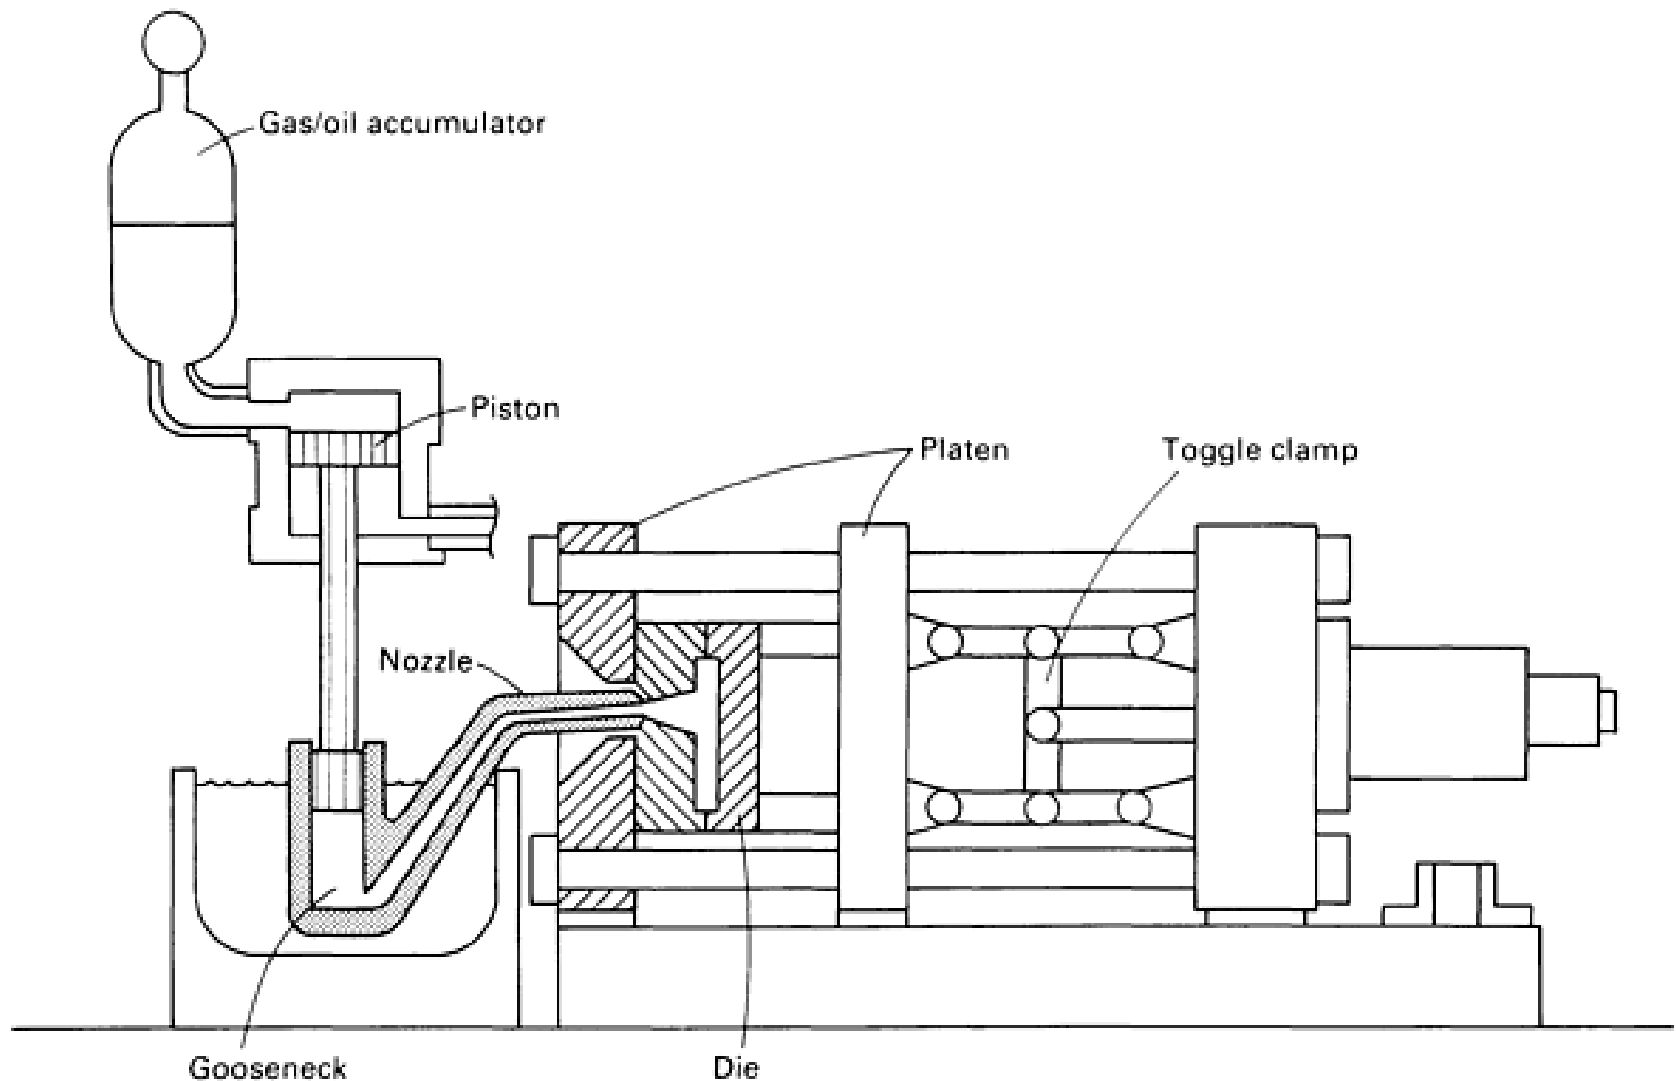 Gas/oil accumulator
Piston
Platen
Toggle clamp
Nozzle
Gooseneck
Die